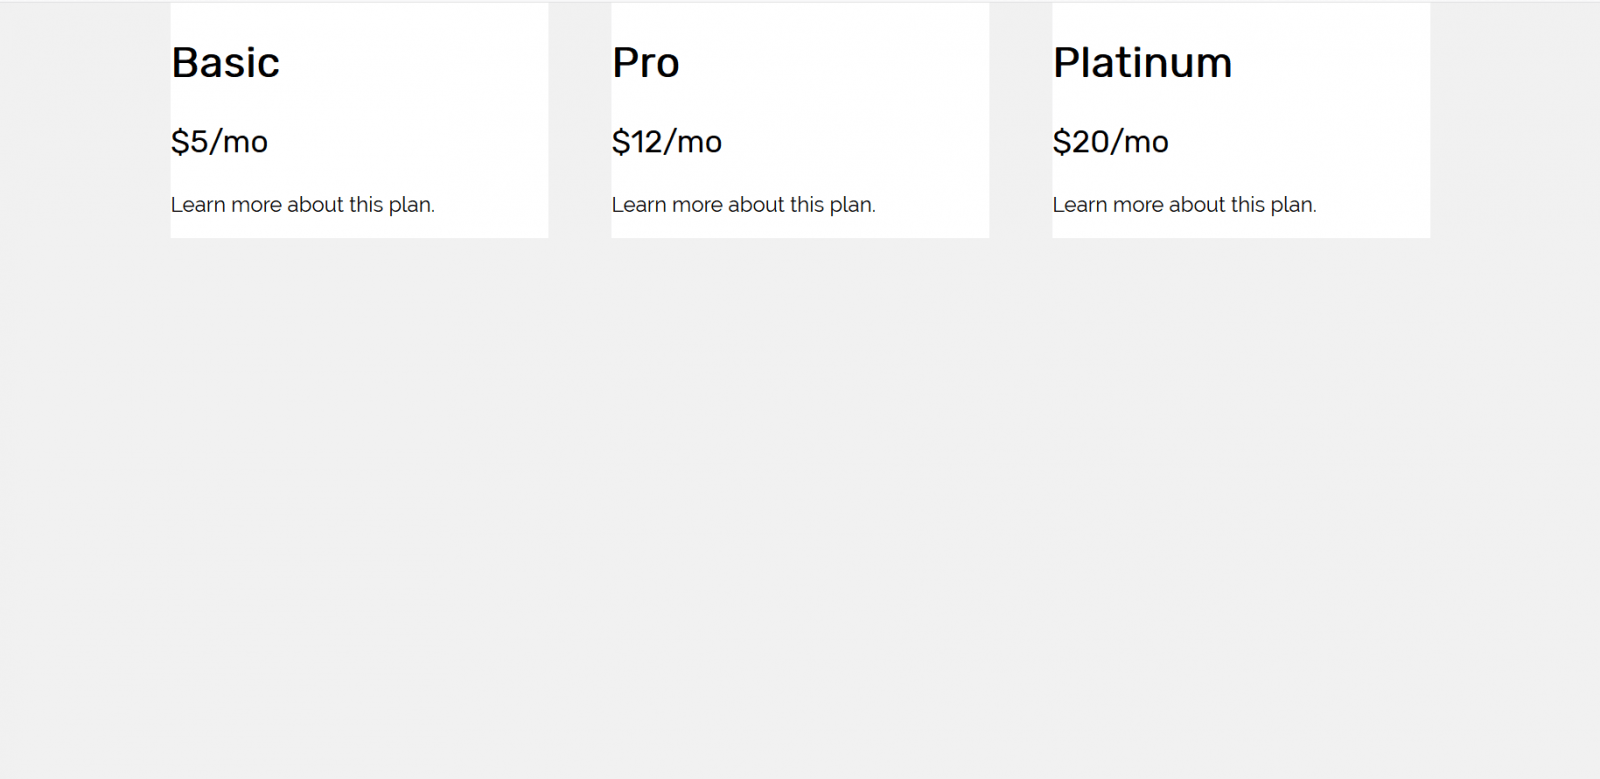 Basic
$5/mo
Learn more about this plan.
Pro
$12/mo
Learn more about this plan.
Platinum
$20/mo
Learn more about this plan.